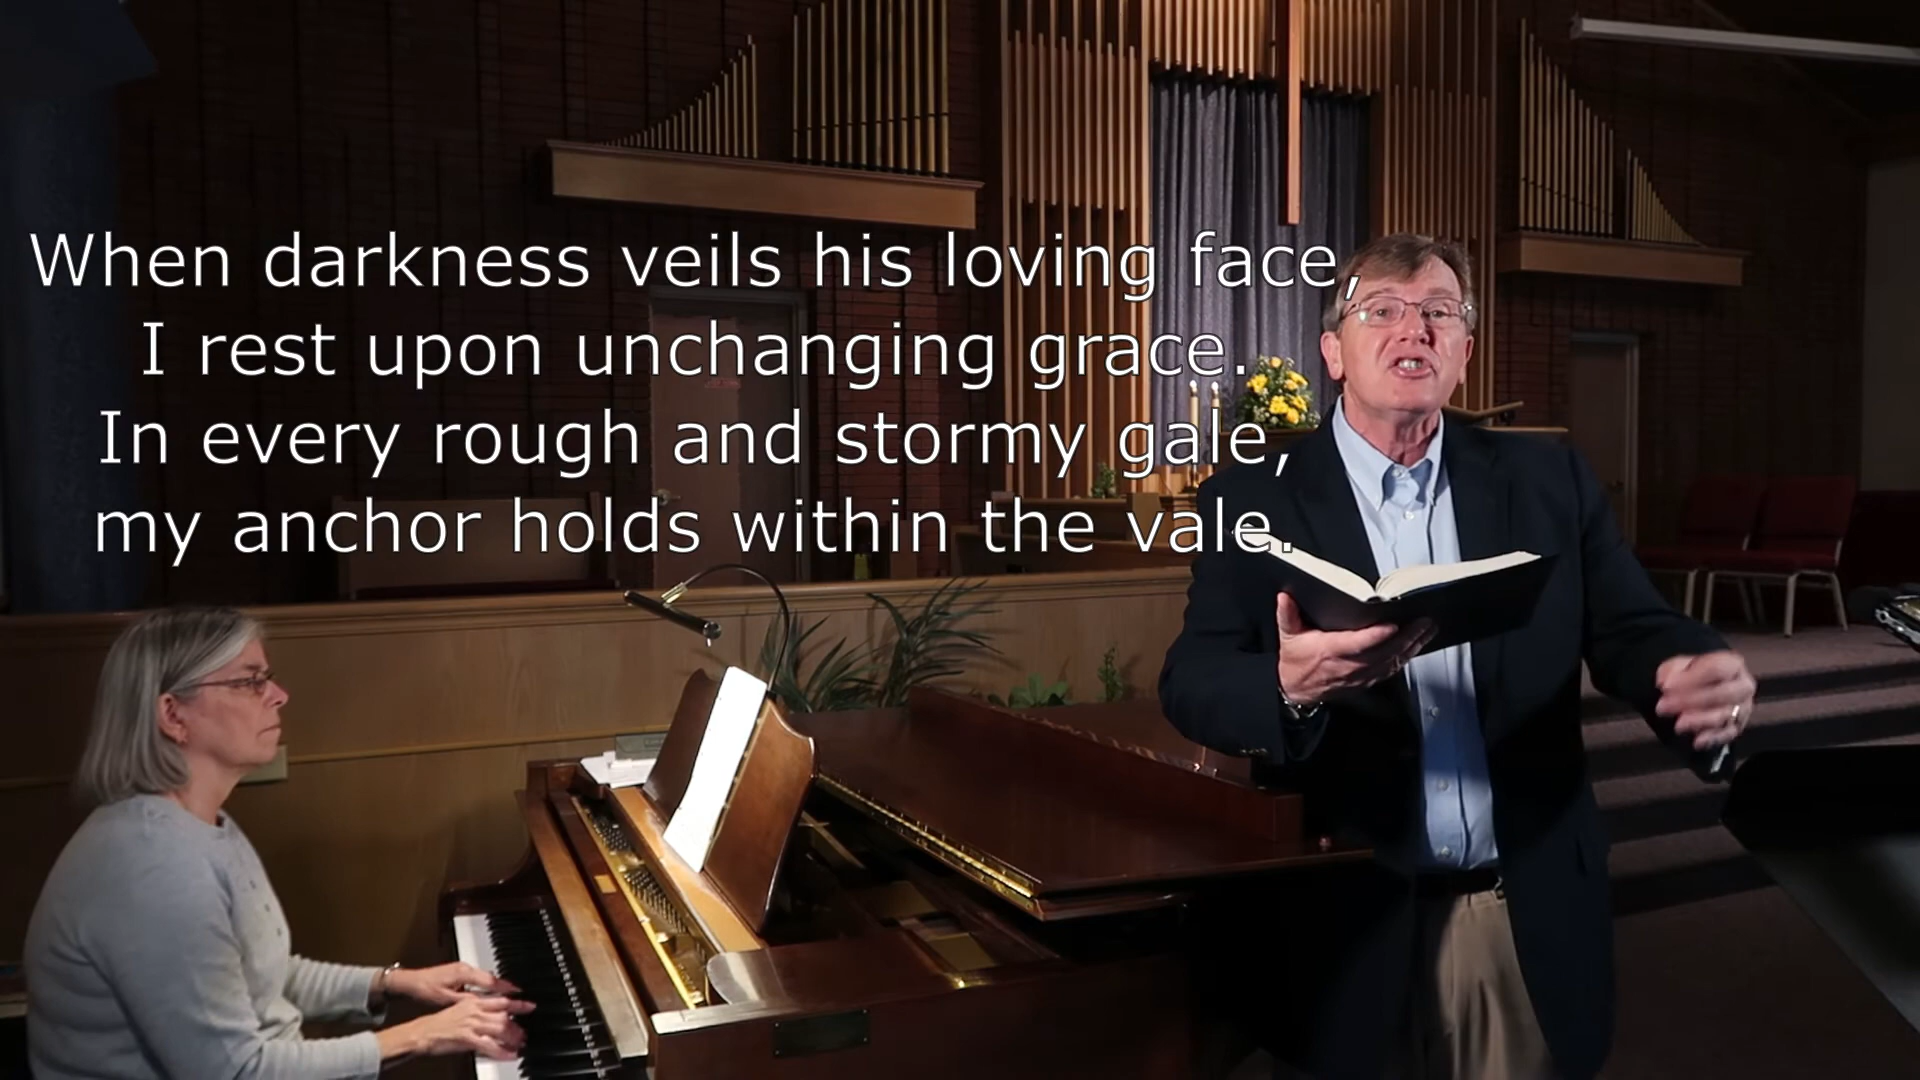 When darkness veils his loving face,
I rest upon unchanging grace.
In every rough and stormy gale,
my anchor holds within the vale.